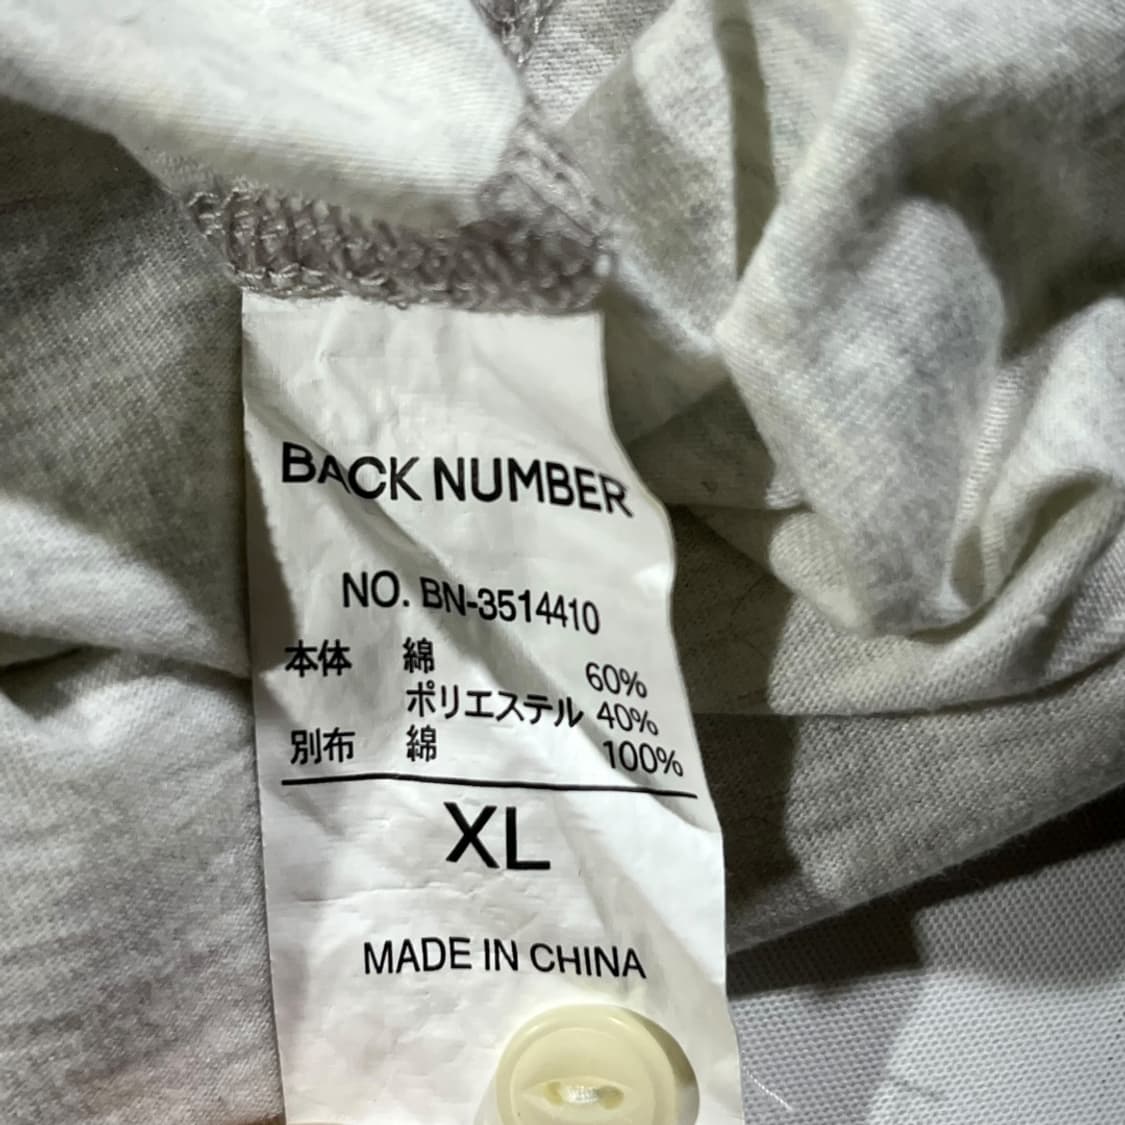 BACK NUMBER
NO. BN-3514410
本体 綿 60%
ポリエステル 40%
別布 綿 100%
XL
MADE IN CHINA